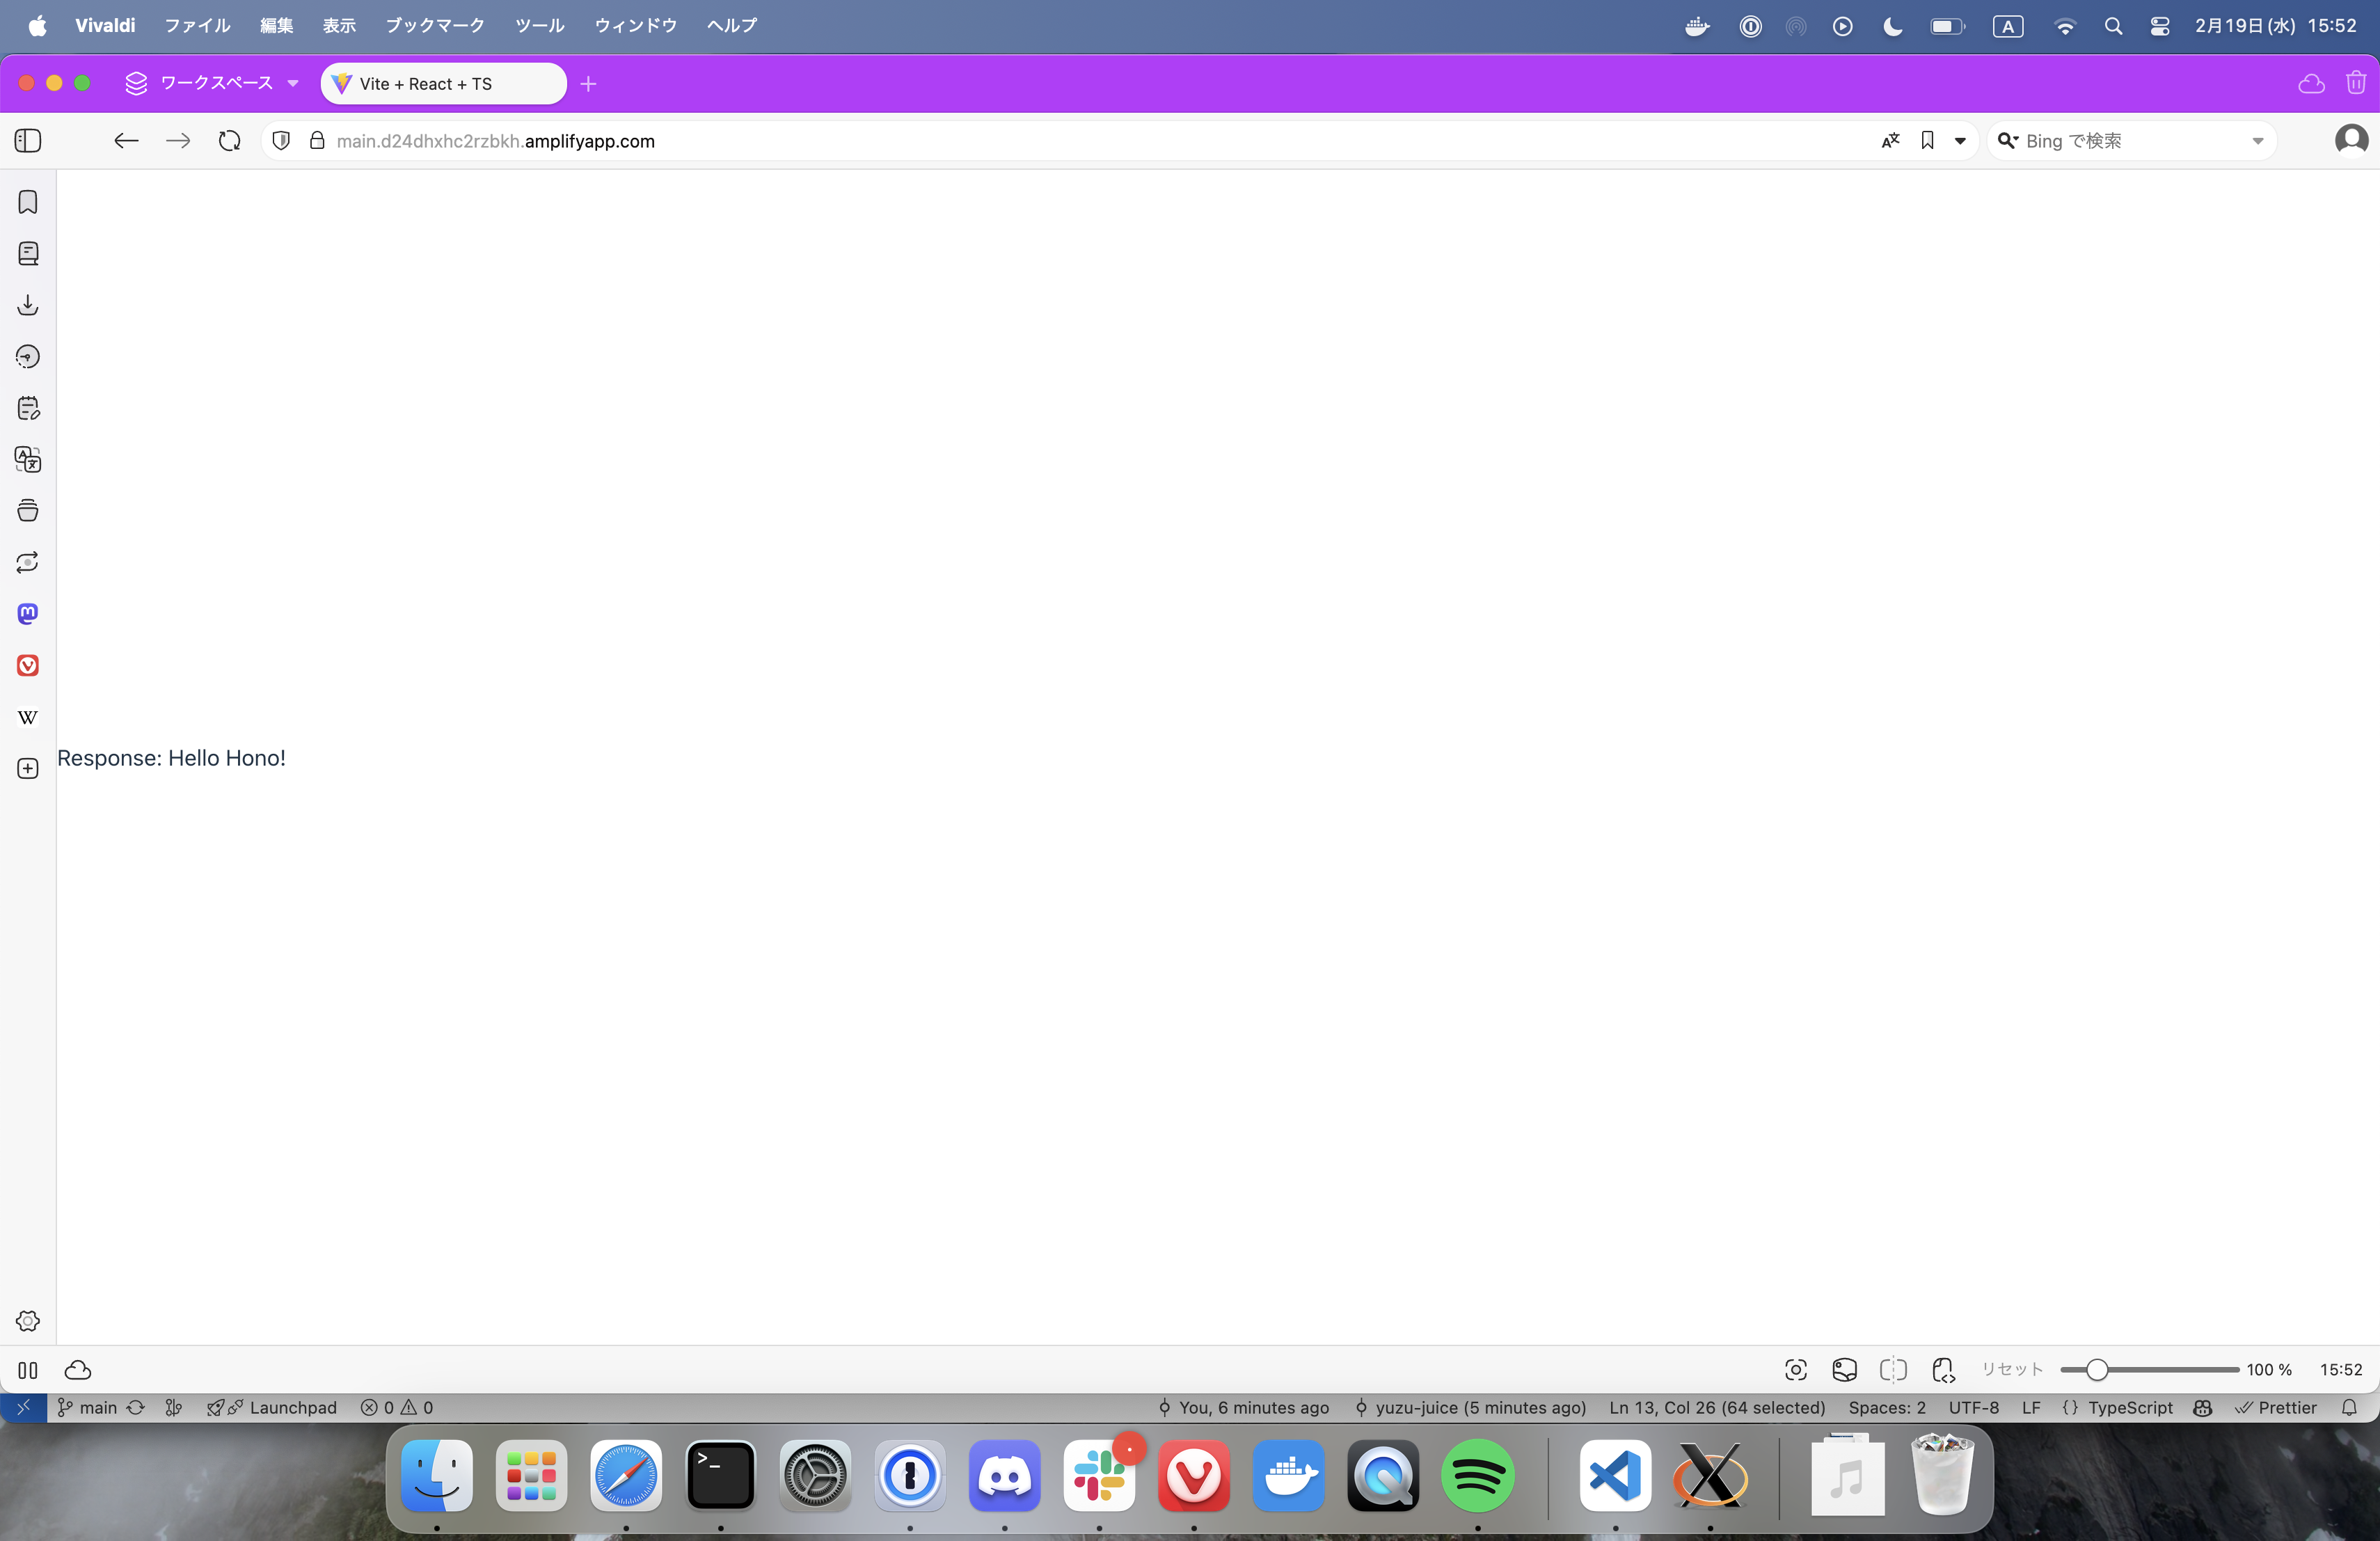 Vivaldi ファイル 編集 表示 ブックマーク ツール ウィンドウ ヘルプ A 2月19日(水) 15:52
ワークスペース Vite + React + TS
main.d24dhxhc2rzbkh.amplifyapp.com Bing で検索
W
Response: Hello Hono!
リセット 100 % 15:52
main Launchpad 0 0 You, 6 minutes ago yuzu-juice (5 minutes ago) Ln 13, Col 26 (64 selected) Spaces: 2 UTF-8 LF {} TypeScript Prettier
>_